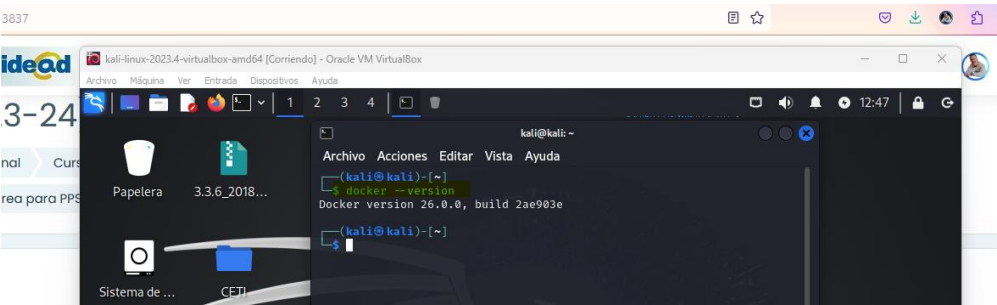 3837
idead
kali-linux-2023.4-virtualbox-amd64 [Corriendo] - Oracle VM VirtualBox
Archivo Máquina Ver Entrada Dispositivos Ayuda
3-24
1 2 3 4
12:47
kali@kali: ~
Archivo Acciones Editar Vista Ayuda
nal
Curs
rea para PPS
Papelera
3.3.6_2018...
(kali㉿kali)-[~]
$ docker --version
Docker version 26.0.0, build 2ae903e
(kali㉿kali)-[~]
$
Sistema de ...
CETI